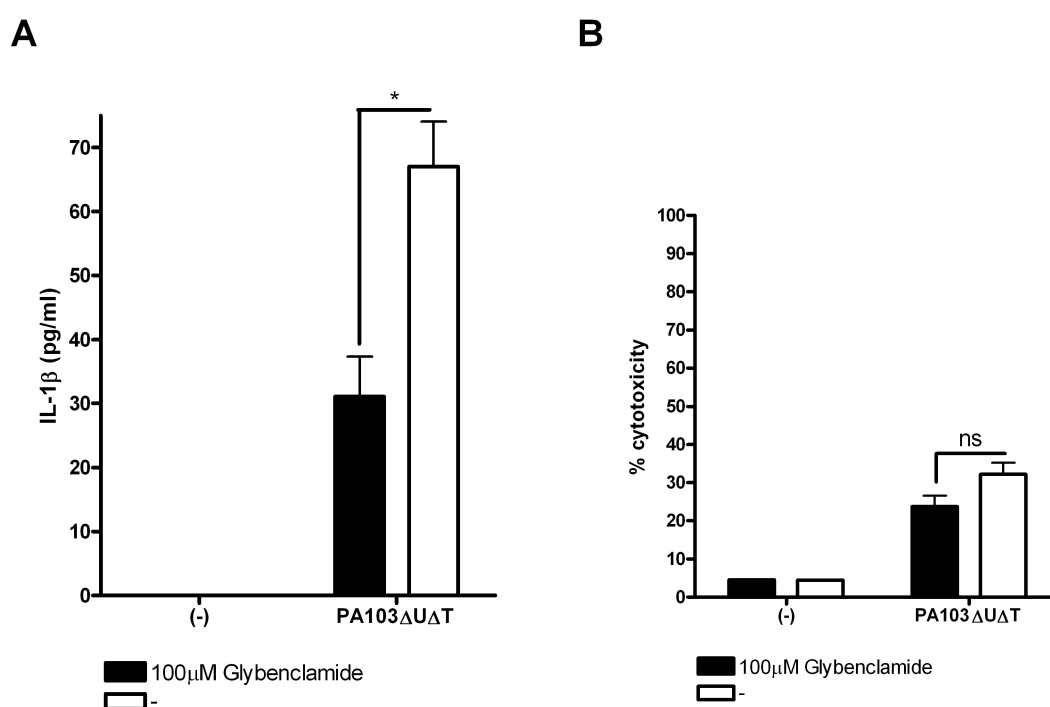 A
*
70
60
50
40
30
20
10
0
IL-1β (pg/ml)
(-)
PA103ΔUΔT
100μM Glybenclamide
-
B
100
90
80
70
60
50
40
30
20
10
0
% cytotoxicity
ns
(-)
PA103ΔUΔT
100μM Glybenclamide
-